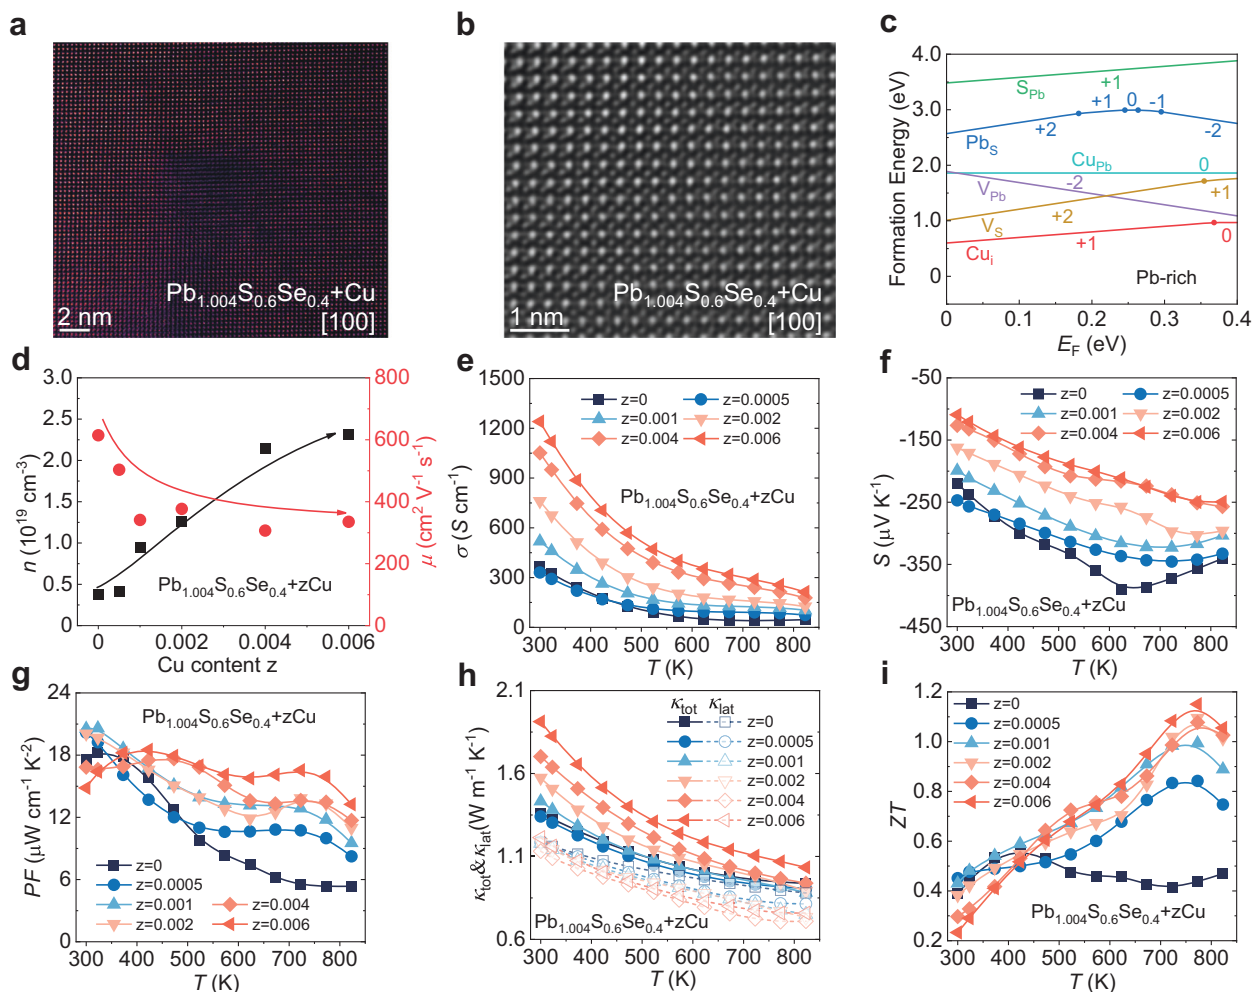 a
Pb1.004S0.6Se0.4+Cu
2 nm
[100]
b
Pb1.004S0.6Se0.4+Cu
1 nm
[100]
c
Formation Energy (eV)
4.0
3.0
2.0
1.0
0
SPb
+1
+1
0
-1
+2
-2
PbS
CuPb
0
VPb
-2
+1
VS
+2
Cui
+1
0
Pb-rich
0
0.1
0.2
0.3
0.4
EF (eV)
d
n (10^19 cm^-3)
3.0
2.5
2.0
1.5
1.0
0.5
0.0
800
600
400
200
0
μ (cm² V⁻¹ s⁻¹)
Pb1.004S0.6Se0.4+zCu
0
0.002
0.004
0.006
Cu content z
e
σ (S cm⁻¹)
1500
1200
900
600
300
0
z=0
z=0.0005
z=0.001
z=0.002
z=0.004
z=0.006
Pb1.004S0.6Se0.4+zCu
300 400 500 600 700 800
T (K)
f
S (μV K⁻¹)
-50
-150
-250
-350
-450
z=0
z=0.0005
z=0.001
z=0.002
z=0.004
z=0.006
Pb1.004S0.6Se0.4+zCu
300 400 500 600 700 800
T (K)
g
PF (μW cm⁻¹ K⁻²)
24
18
12
6
0
Pb1.004S0.6Se0.4+zCu
z=0
z=0.0005
z=0.001
z=0.004
z=0.002
z=0.006
300 400 500 600 700 800
T (K)
h
κtot&κlat(W m⁻¹ K⁻¹)
2.1
1.6
1.1
0.6
κtot κlat
z=0
z=0.0005
z=0.001
z=0.002
z=0.004
z=0.006
Pb1.004S0.6Se0.4+zCu
300 400 500 600 700 800
T (K)
i
ZT
1.2
1.0
0.8
0.6
0.4
0.2
z=0
z=0.0005
z=0.001
z=0.002
z=0.004
z=0.006
Pb1.004S0.6Se0.4+zCu
300 400 500 600 700 800
T (K)